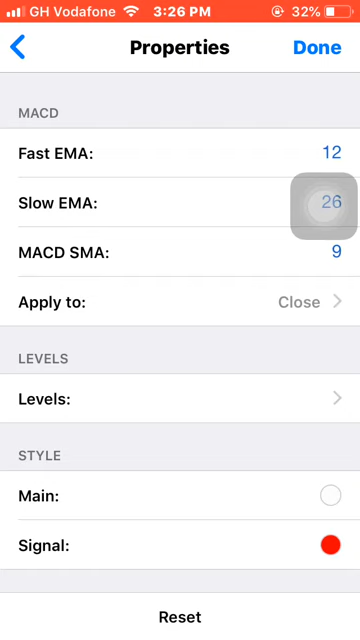 GH Vodafone 3:26 PM 32%
Properties Done
MACD
Fast EMA: 12
Slow EMA: 26
MACD SMA: 9
Apply to: Close
LEVELS
Levels:
STYLE
Main:
Signal:
Reset